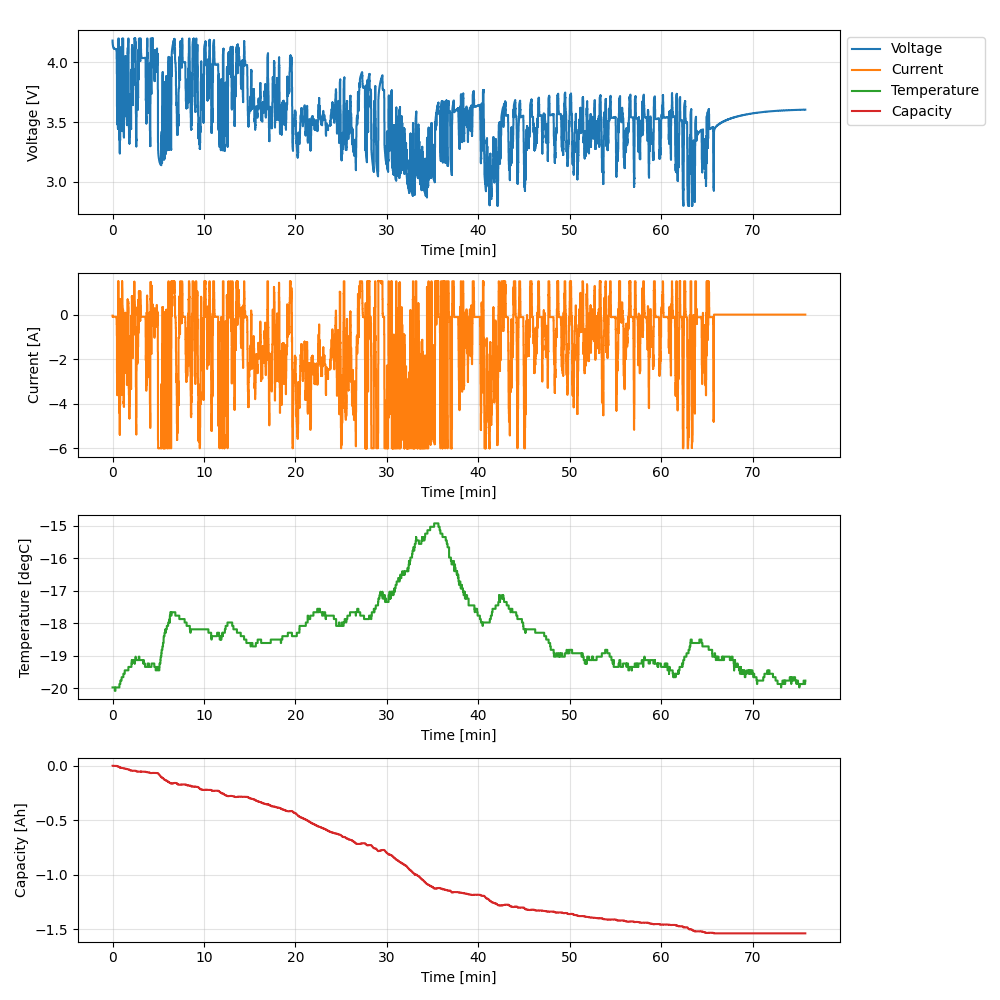 4.0
3.5
3.0
Voltage [V]
0 10 20 30 40 50 60 70
Time [min]
Voltage
Current
Temperature
Capacity
0
−2
−4
−6
Current [A]
0 10 20 30 40 50 60 70
Time [min]
−15
−16
−17
−18
−19
−20
Temperature [degC]
0 10 20 30 40 50 60 70
Time [min]
0.0
−0.5
−1.0
−1.5
Capacity [Ah]
0 10 20 30 40 50 60 70
Time [min]